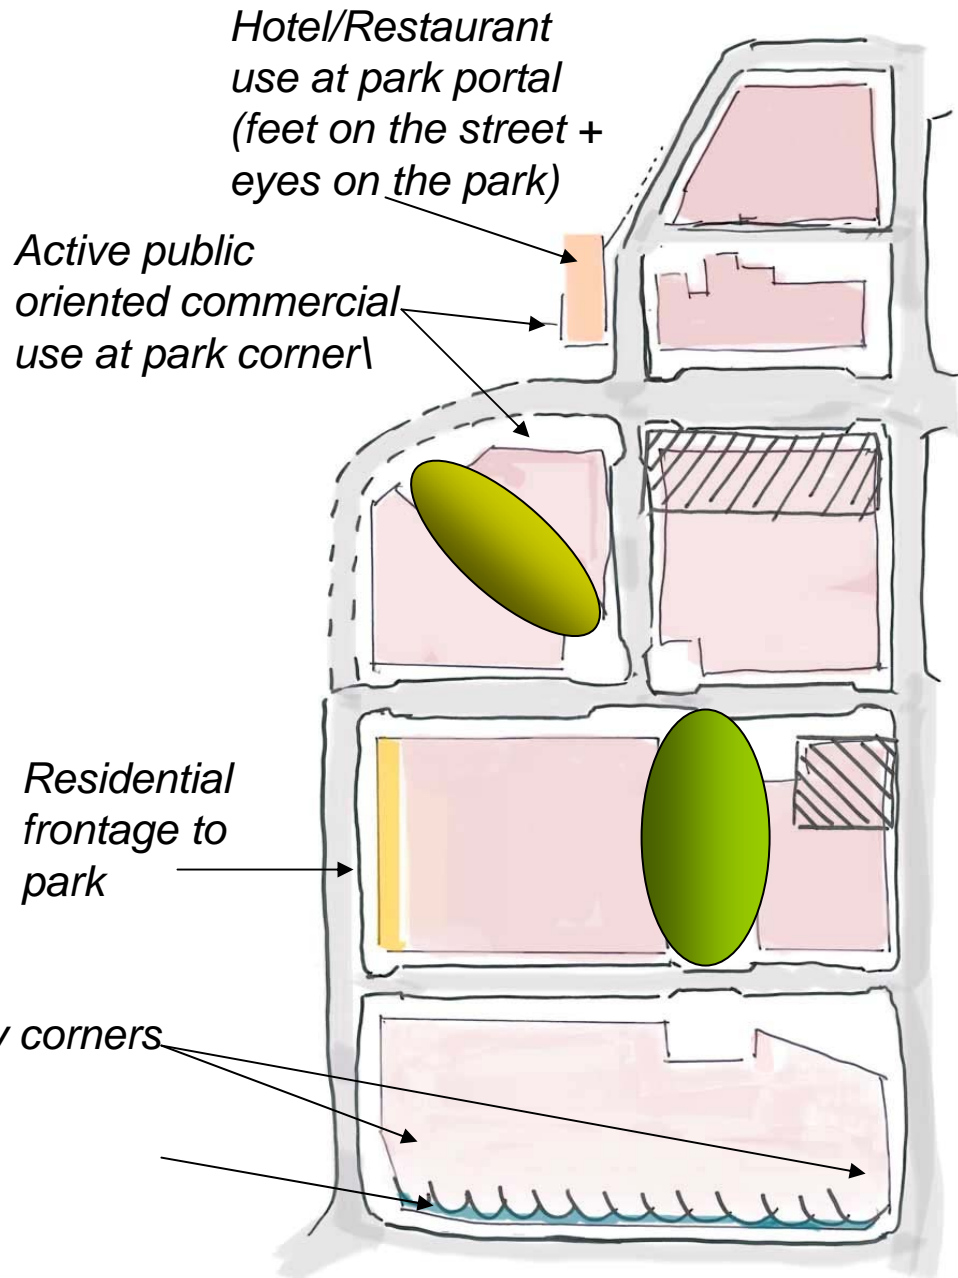 Hotel/Restaurant
use at park portal
(feet on the street +
eyes on the park)
Active public
oriented commercial
use at park corner\
Residential
frontage to
park
corners